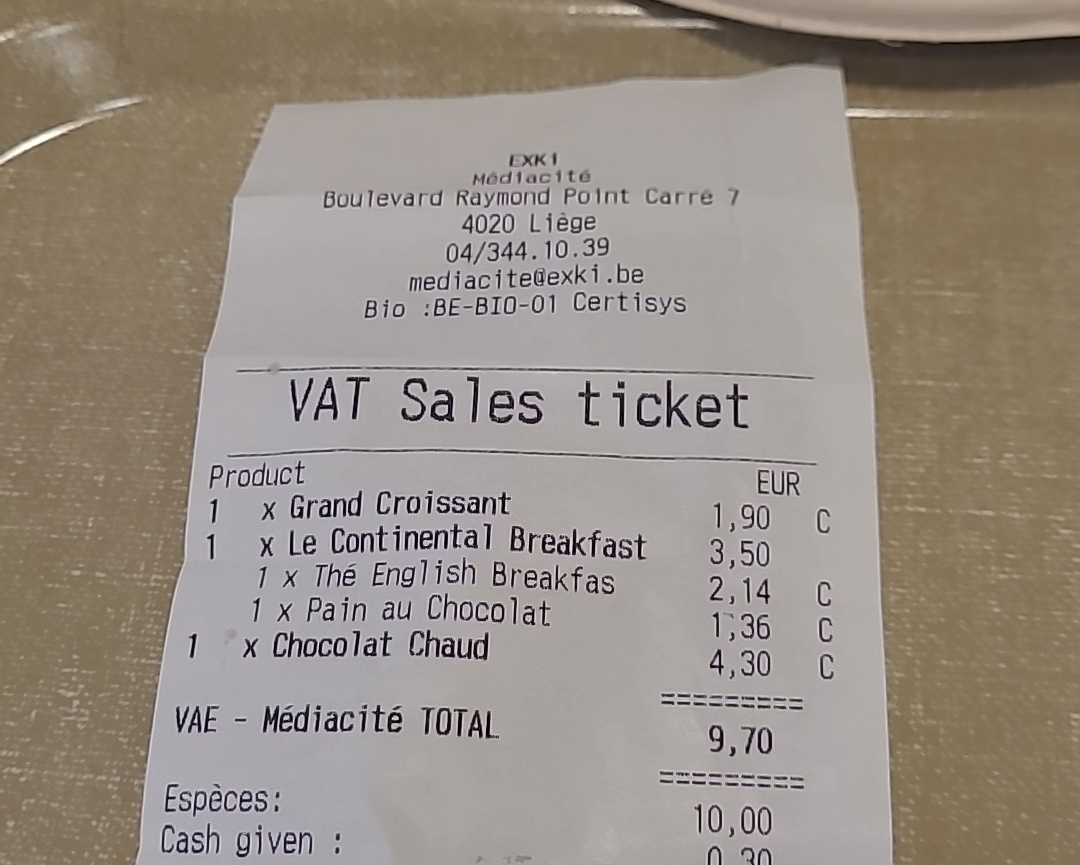 EXKi
Médiacité
Boulevard Raymond Point Carré 7
4020 Liège
04/344.10.39
mediacite@exki.be
Bio :BE-BIO-01 Certisys
VAT Sales ticket
Product EUR
1 x Grand Croissant 1,90 C
1 x Le Continental Breakfast 3,50
1 x Thé English Breakfas 2,14 C
1 x Pain au Chocolat 1,36 C
1 x Chocolat Chaud 4,30 C
=========
VAE - Médiacité TOTAL 9,70
=========
Espèces: 10,00
Cash given : 0,30